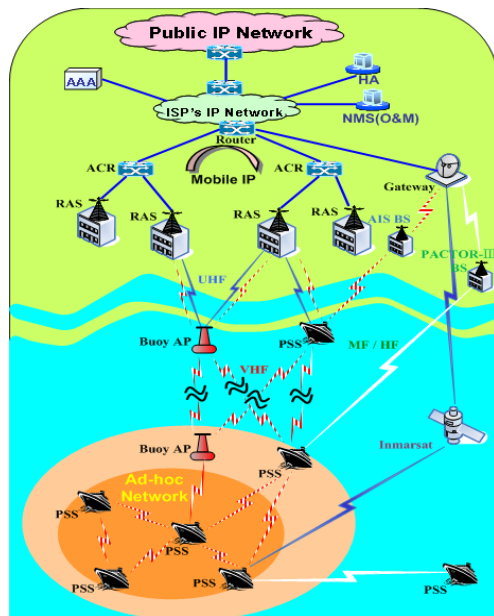 Public IP Network
AAA
HA
ISP's IP Network
NMS(O&M)
Router
ACR
ACR
Mobile IP
Gateway
RAS
RAS
RAS
RAS
AIS BS
PACTOR-III
BS
UHF
Buoy AP
PSS
MF / HF
VHF
Buoy AP
Inmarsat
PSS
Ad-hoc
Network
PSS
PSS
PSS
PSS
PSS